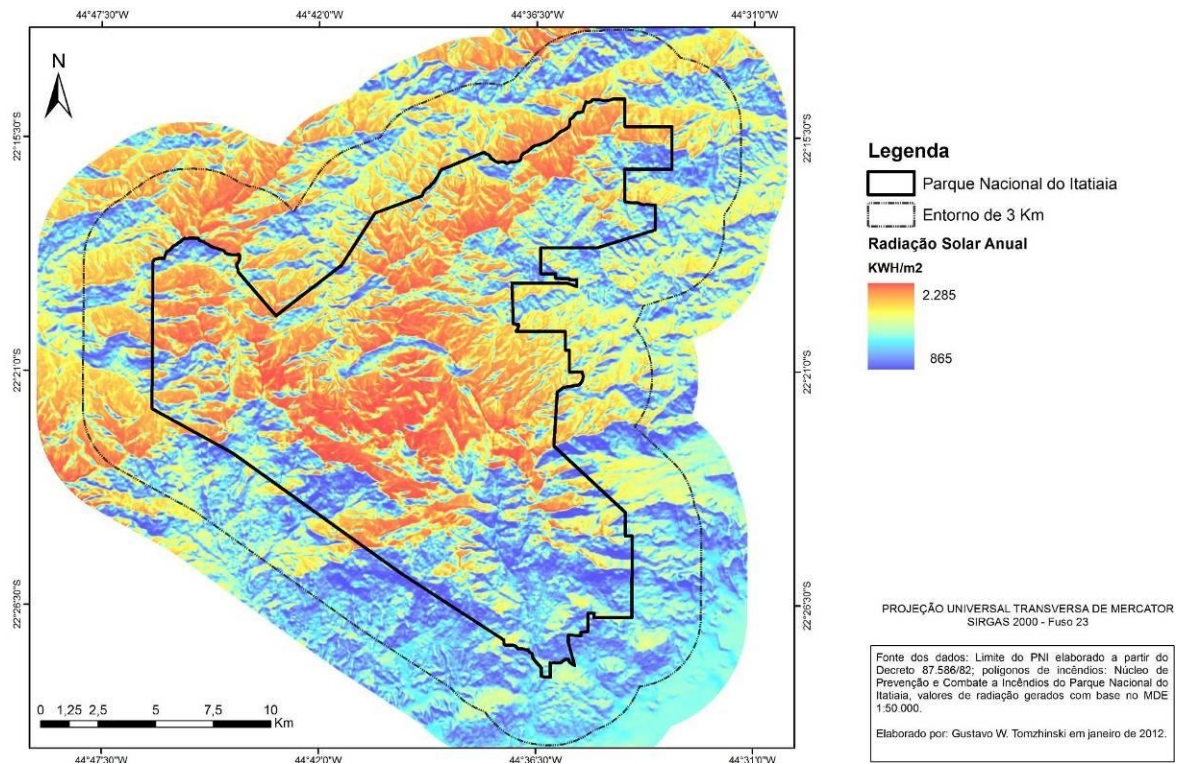 44°47'30"W 44°42'0"W 44°36'30"W 44°31'0"W
N
22°15'30"S
22°15'30"S
22°21'0"S
22°21'0"S
22°26'30"S
22°26'30"S
0 1,25 2,5 5 7,5 10
Km
44°47'30"W 44°42'0"W 44°36'30"W 44°31'0"W
Legenda
Parque Nacional do Itatiaia
Entorno de 3 Km
Radiação Solar Anual
KWH/m2
2.285
865
PROJEÇÃO UNIVERSAL TRANSVERSA DE MERCATOR
SIRGAS 2000 - Fuso 23
Fonte dos dados: Limite do PNI elaborado a partir do
Decreto 87.586/82; polígonos de incêndios: Núcleo de
Prevenção e Combate a Incêndios do Parque Nacional do
Itatiaia, valores de radiação gerados com base no MDE
1:50.000.
Elaborado por: Gustavo W. Tomzhinski em janeiro de 2012.